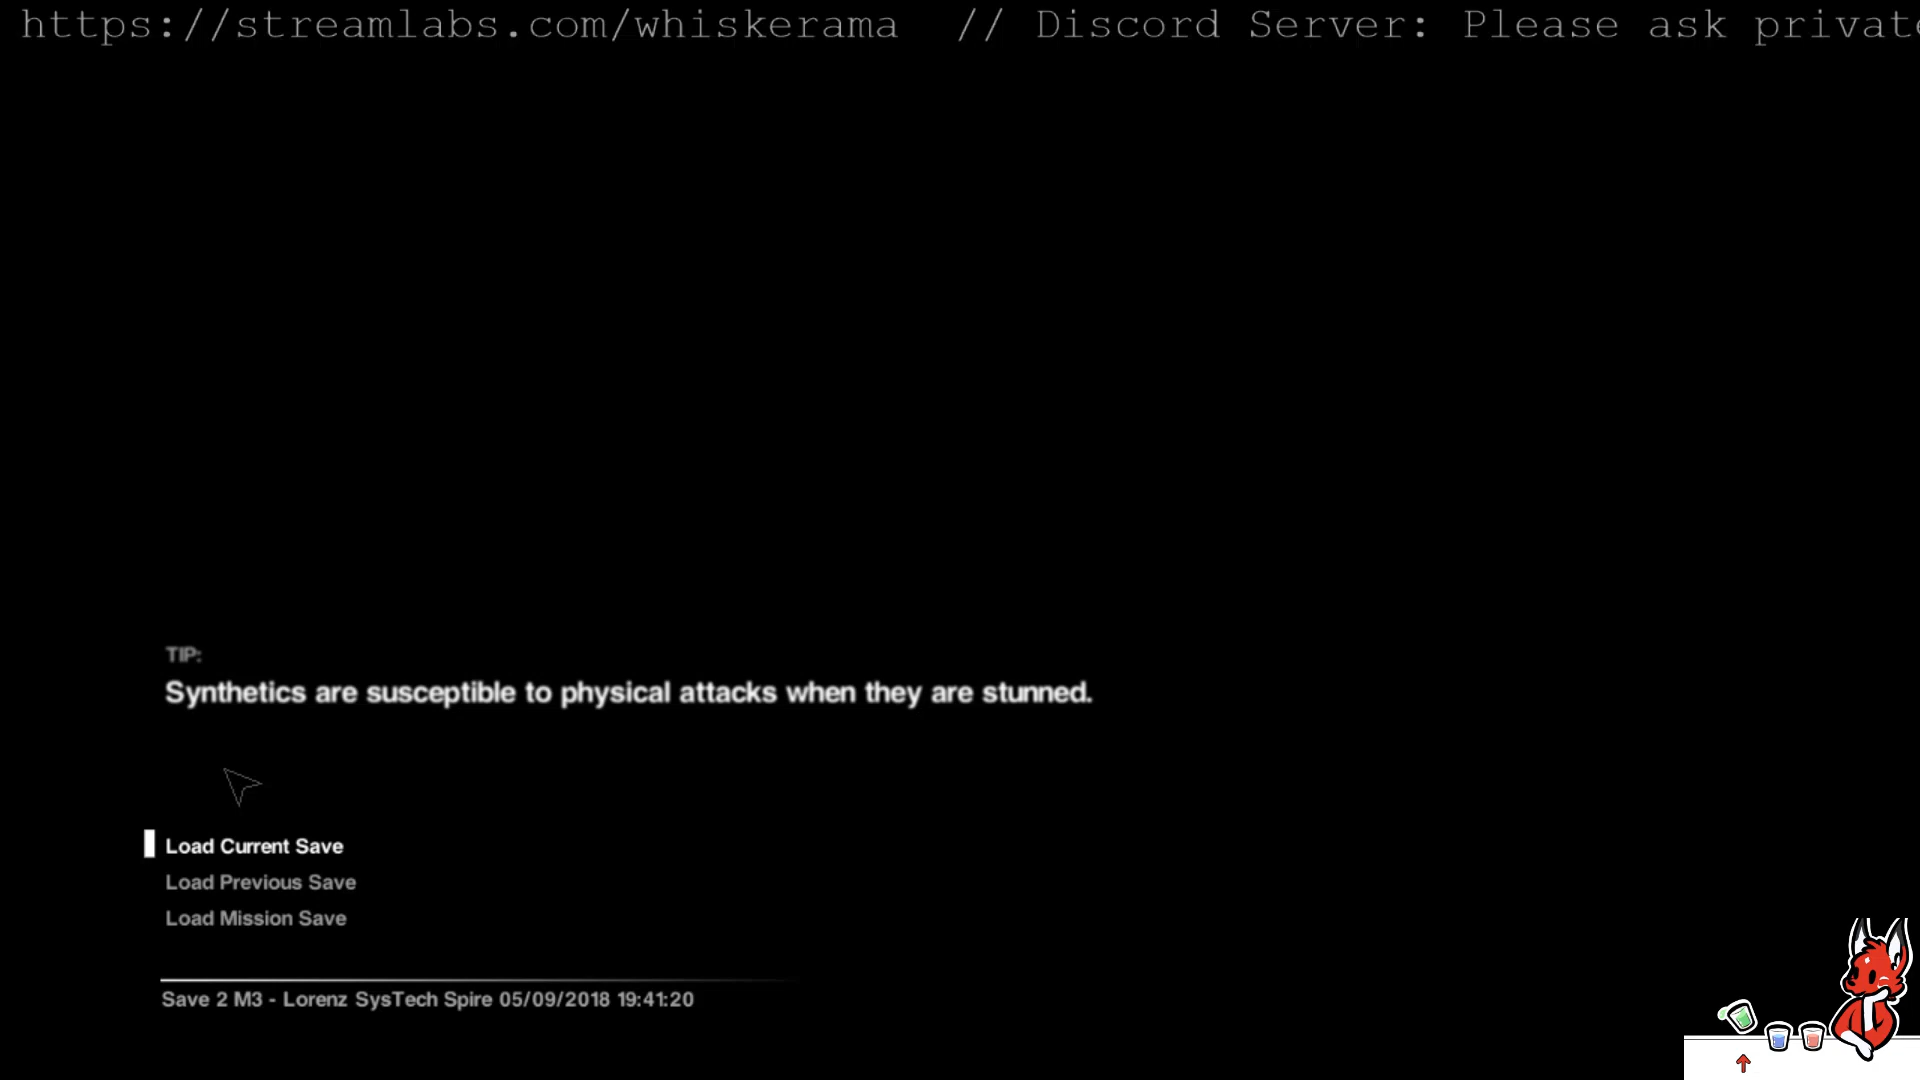 https://streamlabs.com/whiskerama // Discord Server: Please ask privat
TIP:
Synthetics are susceptible to physical attacks when they are stunned.
Load Current Save
Load Previous Save
Load Mission Save
Save 2 M3 - Lorenz SysTech Spire 05/09/2018 19:41:20